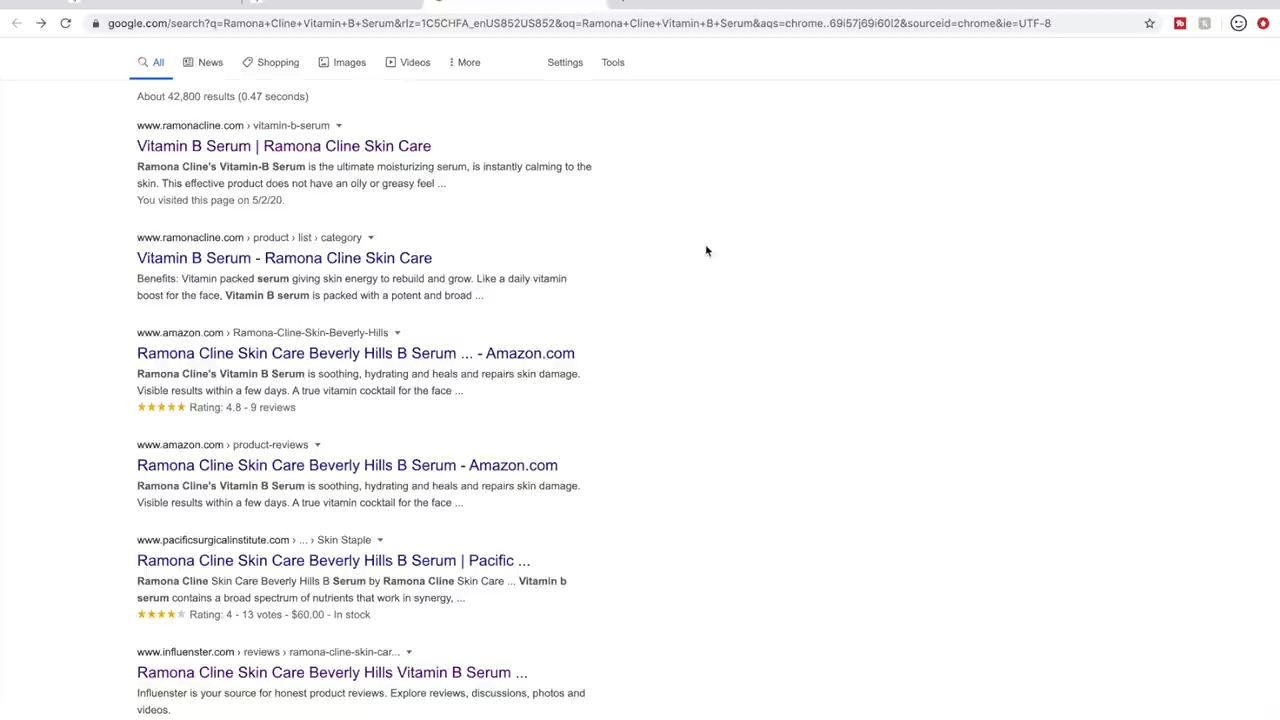 google.com/search?q=Ramona+Cline+Vitamin+B+Serum&rlz=1C5CHFA_enUS852US852&oq=Ramona+Cline+Vitamin+B+Serum&aqs=chrome..69i57j69i60l2&sourceid=chrome&ie=UTF-8
All News Shopping Images Videos More Settings Tools
About 42,800 results (0.47 seconds)
www.ramonacline.com › vitamin-b-serum
Vitamin B Serum | Ramona Cline Skin Care
Ramona Cline's Vitamin-B Serum is the ultimate moisturizing serum, is instantly calming to the
skin. This effective product does not have an oily or greasy feel ...
You visited this page on 5/2/20.
www.ramonacline.com › product › list › category
Vitamin B Serum - Ramona Cline Skin Care
Benefits: Vitamin packed serum giving skin energy to rebuild and grow. Like a daily vitamin
boost for the face, Vitamin B serum is packed with a potent and broad ...
www.amazon.com › Ramona-Cline-Skin-Beverly-Hills
Ramona Cline Skin Care Beverly Hills B Serum ... - Amazon.com
Ramona Cline's Vitamin B Serum is soothing, hydrating and heals and repairs skin damage.
Visible results within a few days. A true vitamin cocktail for the face ...
Rating: 4.8 - 9 reviews
www.amazon.com › product-reviews
Ramona Cline Skin Care Beverly Hills B Serum - Amazon.com
Ramona Cline's Vitamin B Serum is soothing, hydrating and heals and repairs skin damage.
Visible results within a few days. A true vitamin cocktail for the face ...
www.pacificsurgicalinstitute.com › ... › Skin Staple
Ramona Cline Skin Care Beverly Hills B Serum | Pacific ...
Ramona Cline Skin Care Beverly Hills B Serum by Ramona Cline Skin Care ... Vitamin b
serum contains a broad spectrum of nutrients that work in synergy, ...
Rating: 4 - 13 votes - $60.00 - In stock
www.influenster.com › reviews › ramona-cline-skin-car...
Ramona Cline Skin Care Beverly Hills Vitamin B Serum ...
Influenster is your source for honest product reviews. Explore reviews, discussions, photos and
videos.